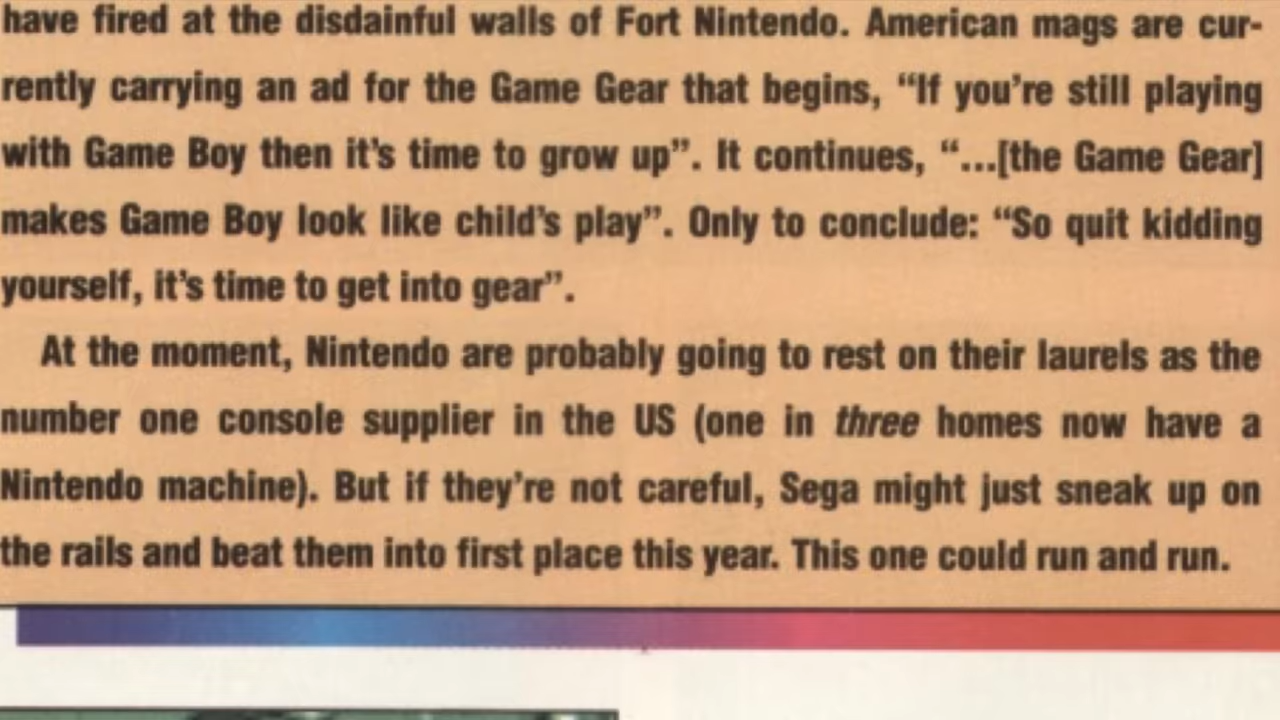 have fired at the disdainful walls of Fort Nintendo. American mags are cur-
rently carrying an ad for the Game Gear that begins, “If you’re still playing
with Game Boy then it’s time to grow up”. It continues, “...[the Game Gear]
makes Game Boy look like child’s play”. Only to conclude: “So quit kidding
yourself, it’s time to get into gear”.
At the moment, Nintendo are probably going to rest on their laurels as the
number one console supplier in the US (one in three homes now have a
Nintendo machine). But if they’re not careful, Sega might just sneak up on
the rails and beat them into first place this year. This one could run and run.